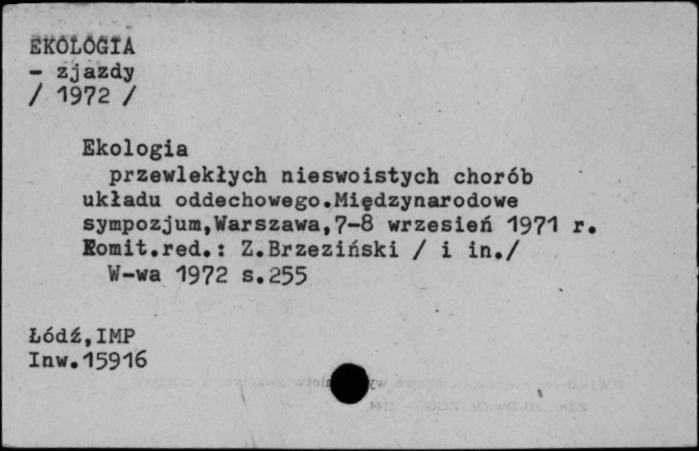 EKOLOGIA
- zjazdy
/ 1972 /
Ekologia
przewlekłych nieswoistych chorób
układu oddechowego.Międzynarodowe
sympozjum,Warszawa,7-8 wrzesień 1971 r.
Komit.red.: Z.Brzeziński / i in./
W-wa 1972 s.255
Łódź,IMP
Inw.15916